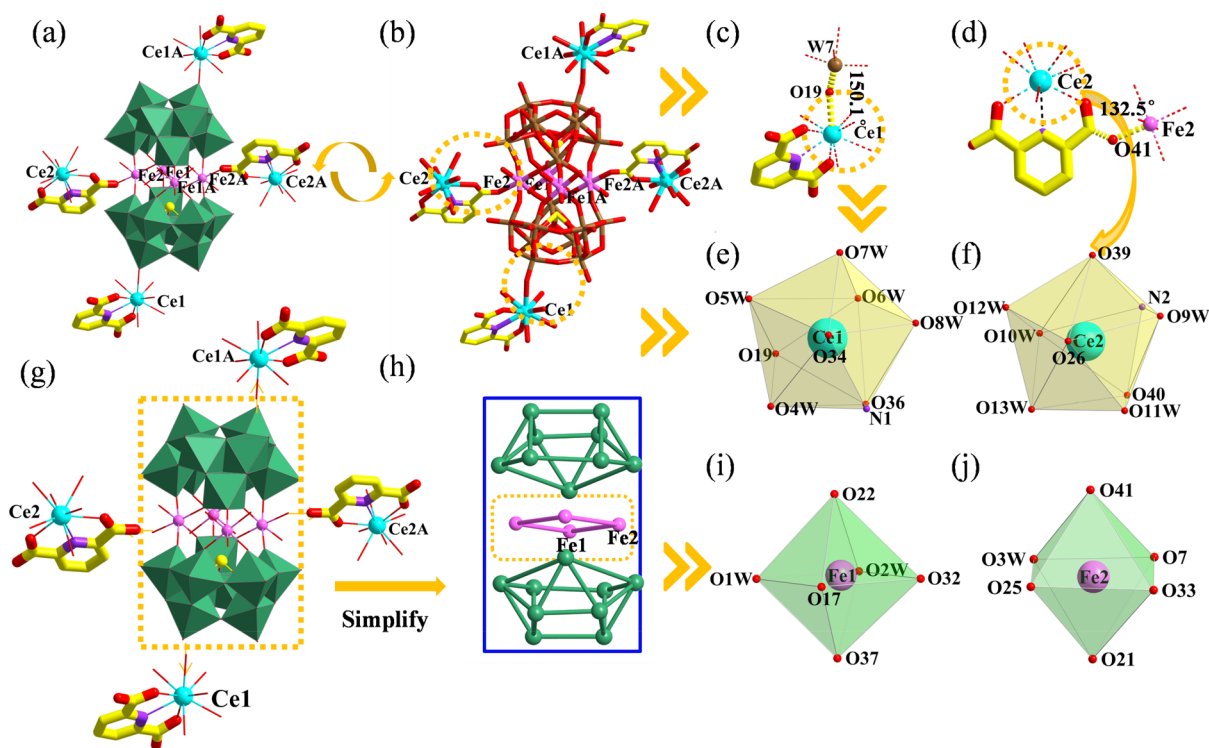 (a)
Ce1A
Ce2
Fe2
Fe1
Fe1A
Fe2A
Ce2A
Ce1
(b)
Ce1A
Ce2
Fe2
Fe1
Fe1A
Fe2A
Ce2A
Ce1
(c)
W7
O19
150.1°
Ce1
(d)
Ce2
132.5°
Fe2
O41
(e)
O7W
O5W
O6W
O8W
Ce1
O19
O34
O4W
O36
N1
(f)
O39
N2
O12W
O9W
O10W
Ce2
O26
O40
O13W
O11W
(g)
Ce1A
Ce2
Ce2A
Ce1
Simplify
(h)
Fe1
Fe2
(i)
O22
O1W
Fe1
O2W
O32
O17
O37
(j)
O41
O3W
O7
O25
Fe2
O33
O21